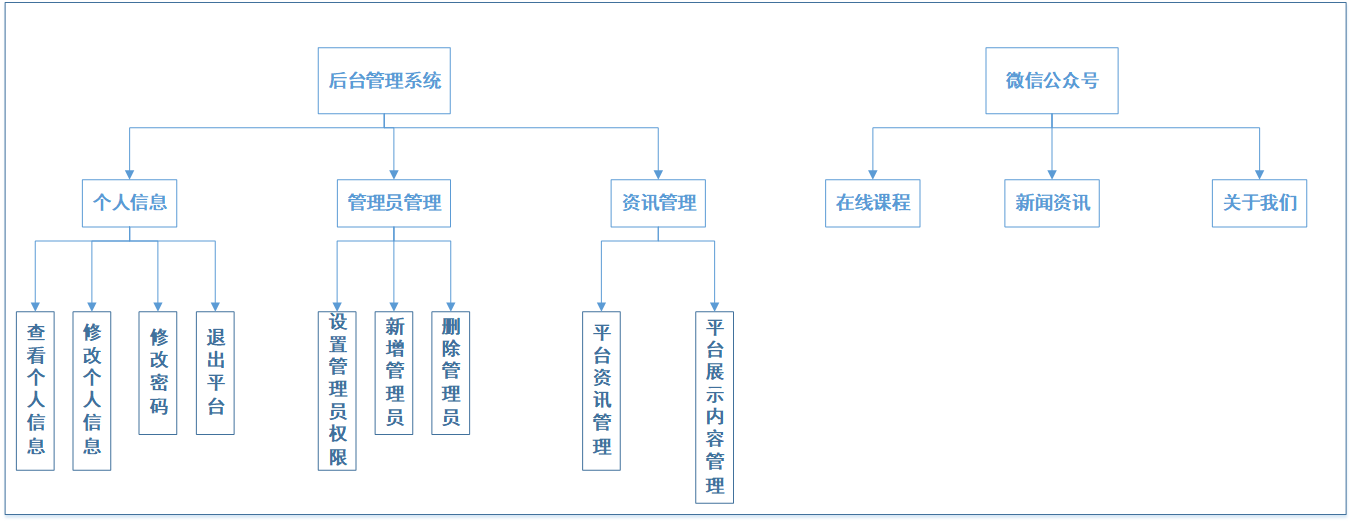 后台管理系统
微信公众号
个人信息
管理员管理
资讯管理
在线课程
新闻资讯
关于我们
查看个人信息
修改个人信息
修改密码
退出平台
设置管理员权限
新增管理员
删除管理员
平台资讯管理
平台展示内容管理